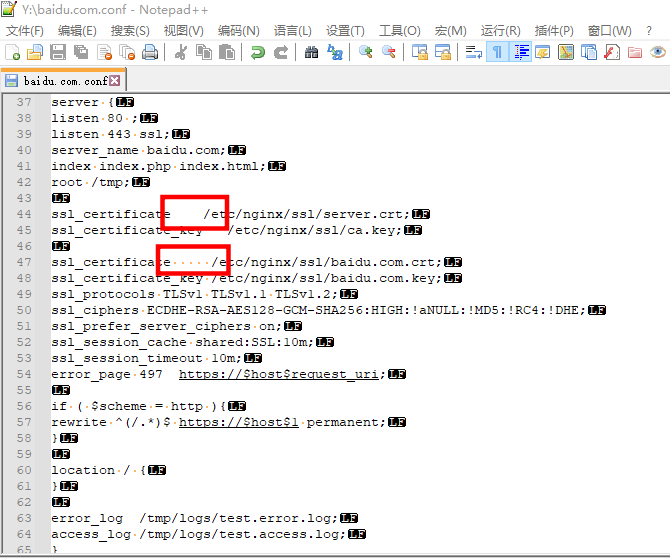 Y:\baidu.com.conf - Notepad++
文件(F) 编辑(E) 搜索(S) 视图(V) 编码(N) 语言(L) 设置(T) 工具(O) 宏(M) 运行(R) 插件(P) 窗口(W) ?
baidu.com.conf
37 server {LF
38 listen 80 ;LF
39 listen 443 ssl;LF
40 server_name baidu.com;LF
41 index index.php index.html;LF
42 root /tmp;LF
43 LF
44 ssl_certificate    /etc/nginx/ssl/server.crt;LF
45 ssl_certificate_key   /etc/nginx/ssl/ca.key;LF
46 LF
47 ssl_certificate·····/etc/nginx/ssl/baidu.com.crt;LF
48 ssl_certificate_key /etc/nginx/ssl/baidu.com.key;LF
49 ssl_protocols TLSv1 TLSv1.1 TLSv1.2;LF
50 ssl_ciphers ECDHE-RSA-AES128-GCM-SHA256:HIGH:!aNULL:!MD5:!RC4:!DHE;LF
51 ssl_prefer_server_ciphers on;LF
52 ssl_session_cache shared:SSL:10m;LF
53 ssl_session_timeout 10m;LF
54 error_page 497  https://$host$request_uri;LF
55 LF
56 if ( $scheme = http ){LF
57 rewrite ^(/.*)$ https://$host$1 permanent;LF
58 }LF
59 LF
60 location / {LF
61 }LF
62 LF
63 error_log  /tmp/logs/test.error.log;LF
64 access_log /tmp/logs/test.access.log;LF
65 }